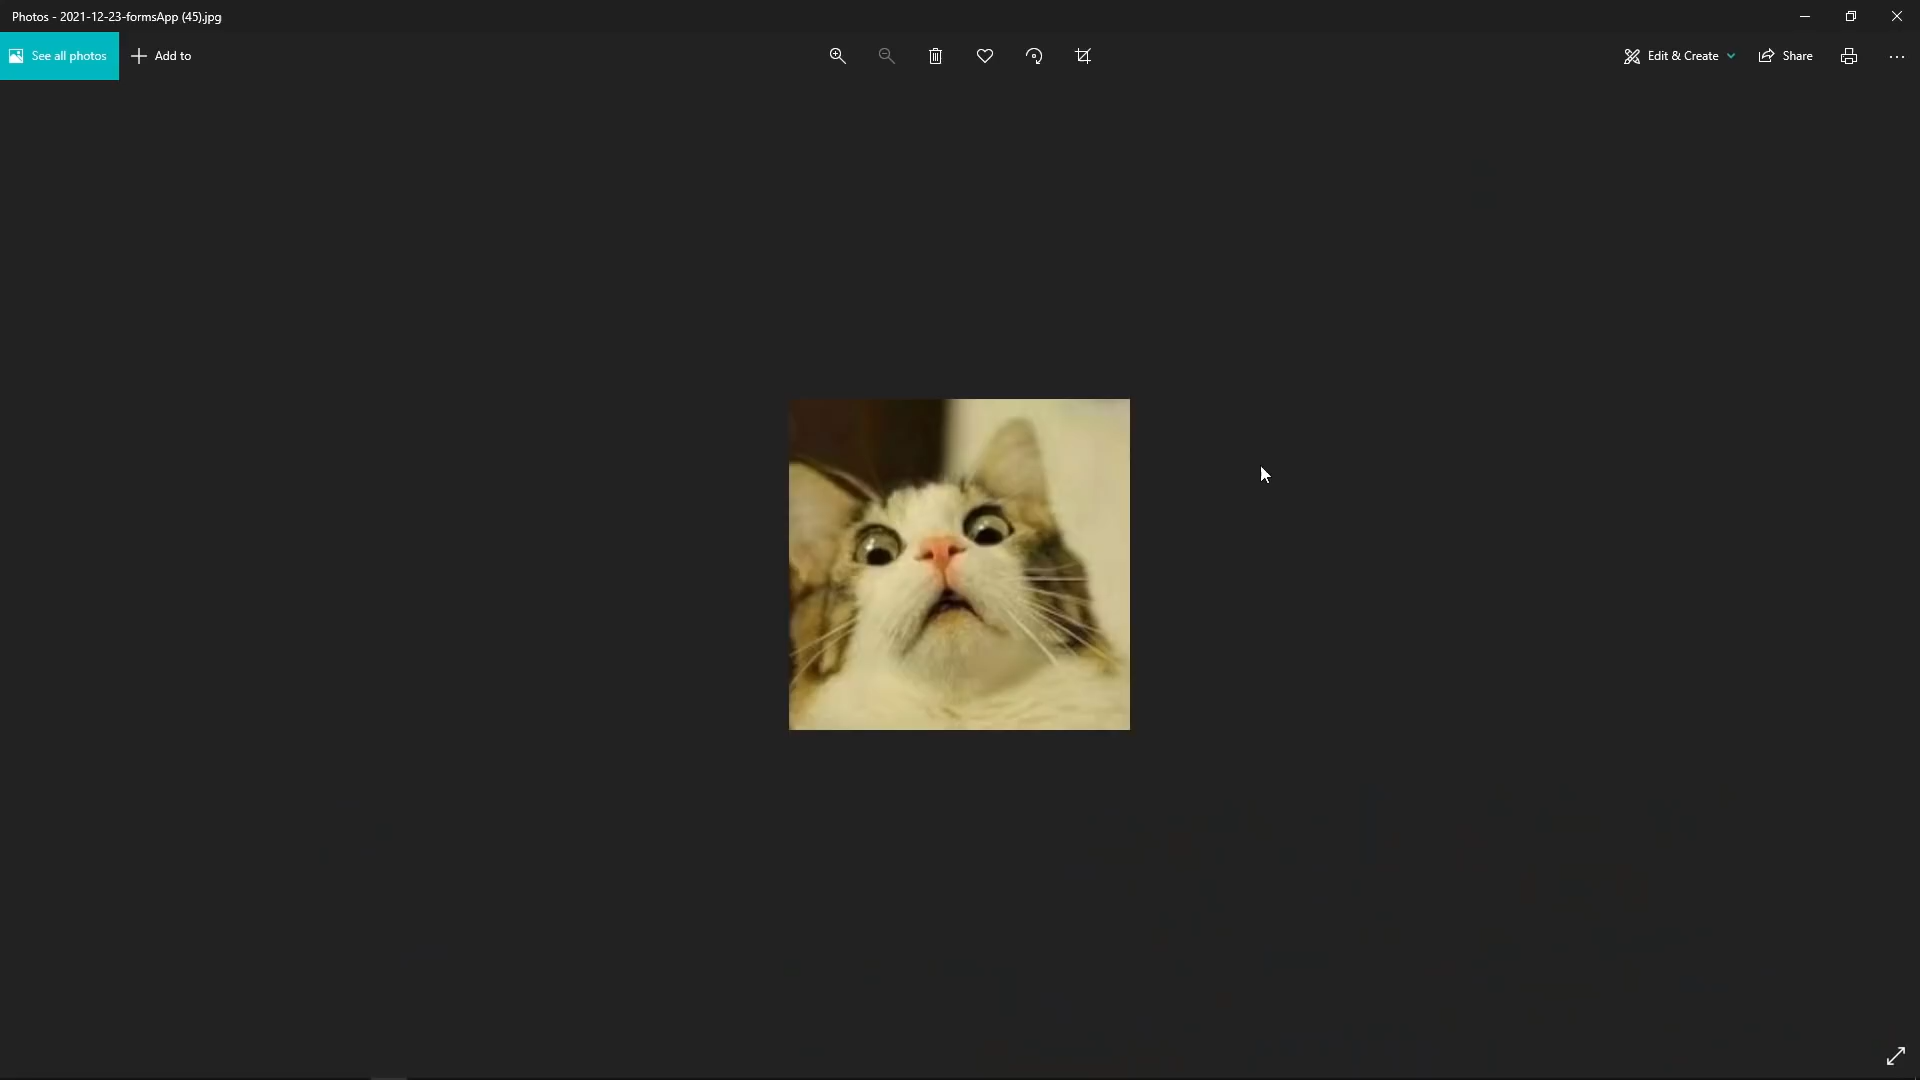 Photos - 2021-12-23-formsApp (45).jpg
See all photos
Add to
Edit & Create
Share